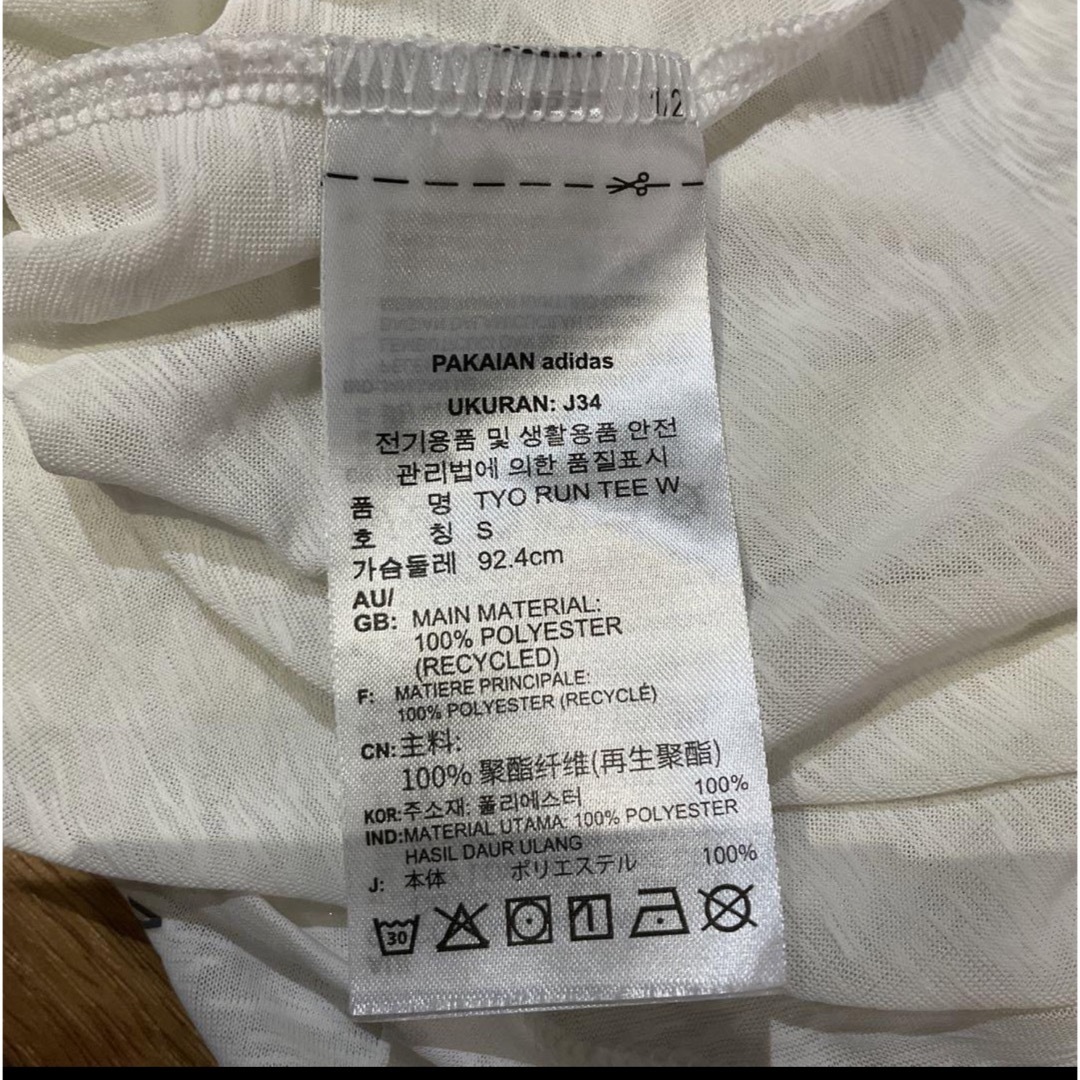 1/2
PAKAIAN adidas
UKURAN: J34
전기용품 및 생활용품 안전
관리법에 의한 품질표시
품 명 TYO RUN TEE W
호 칭 S
가슴둘레 92.4cm
AU/
GB: MAIN MATERIAL:
100% POLYESTER
(RECYCLED)
F: MATIERE PRINCIPALE:
100% POLYESTER (RECYCLÉ)
CN: 主料:
100% 聚酯纤维(再生聚酯)
KOR: 주소재: 폴리에스터 100%
IND: MATERIAL UTAMA: 100% POLYESTER
HASIL DAUR ULANG
J: 本体 ポリエステル 100%
30